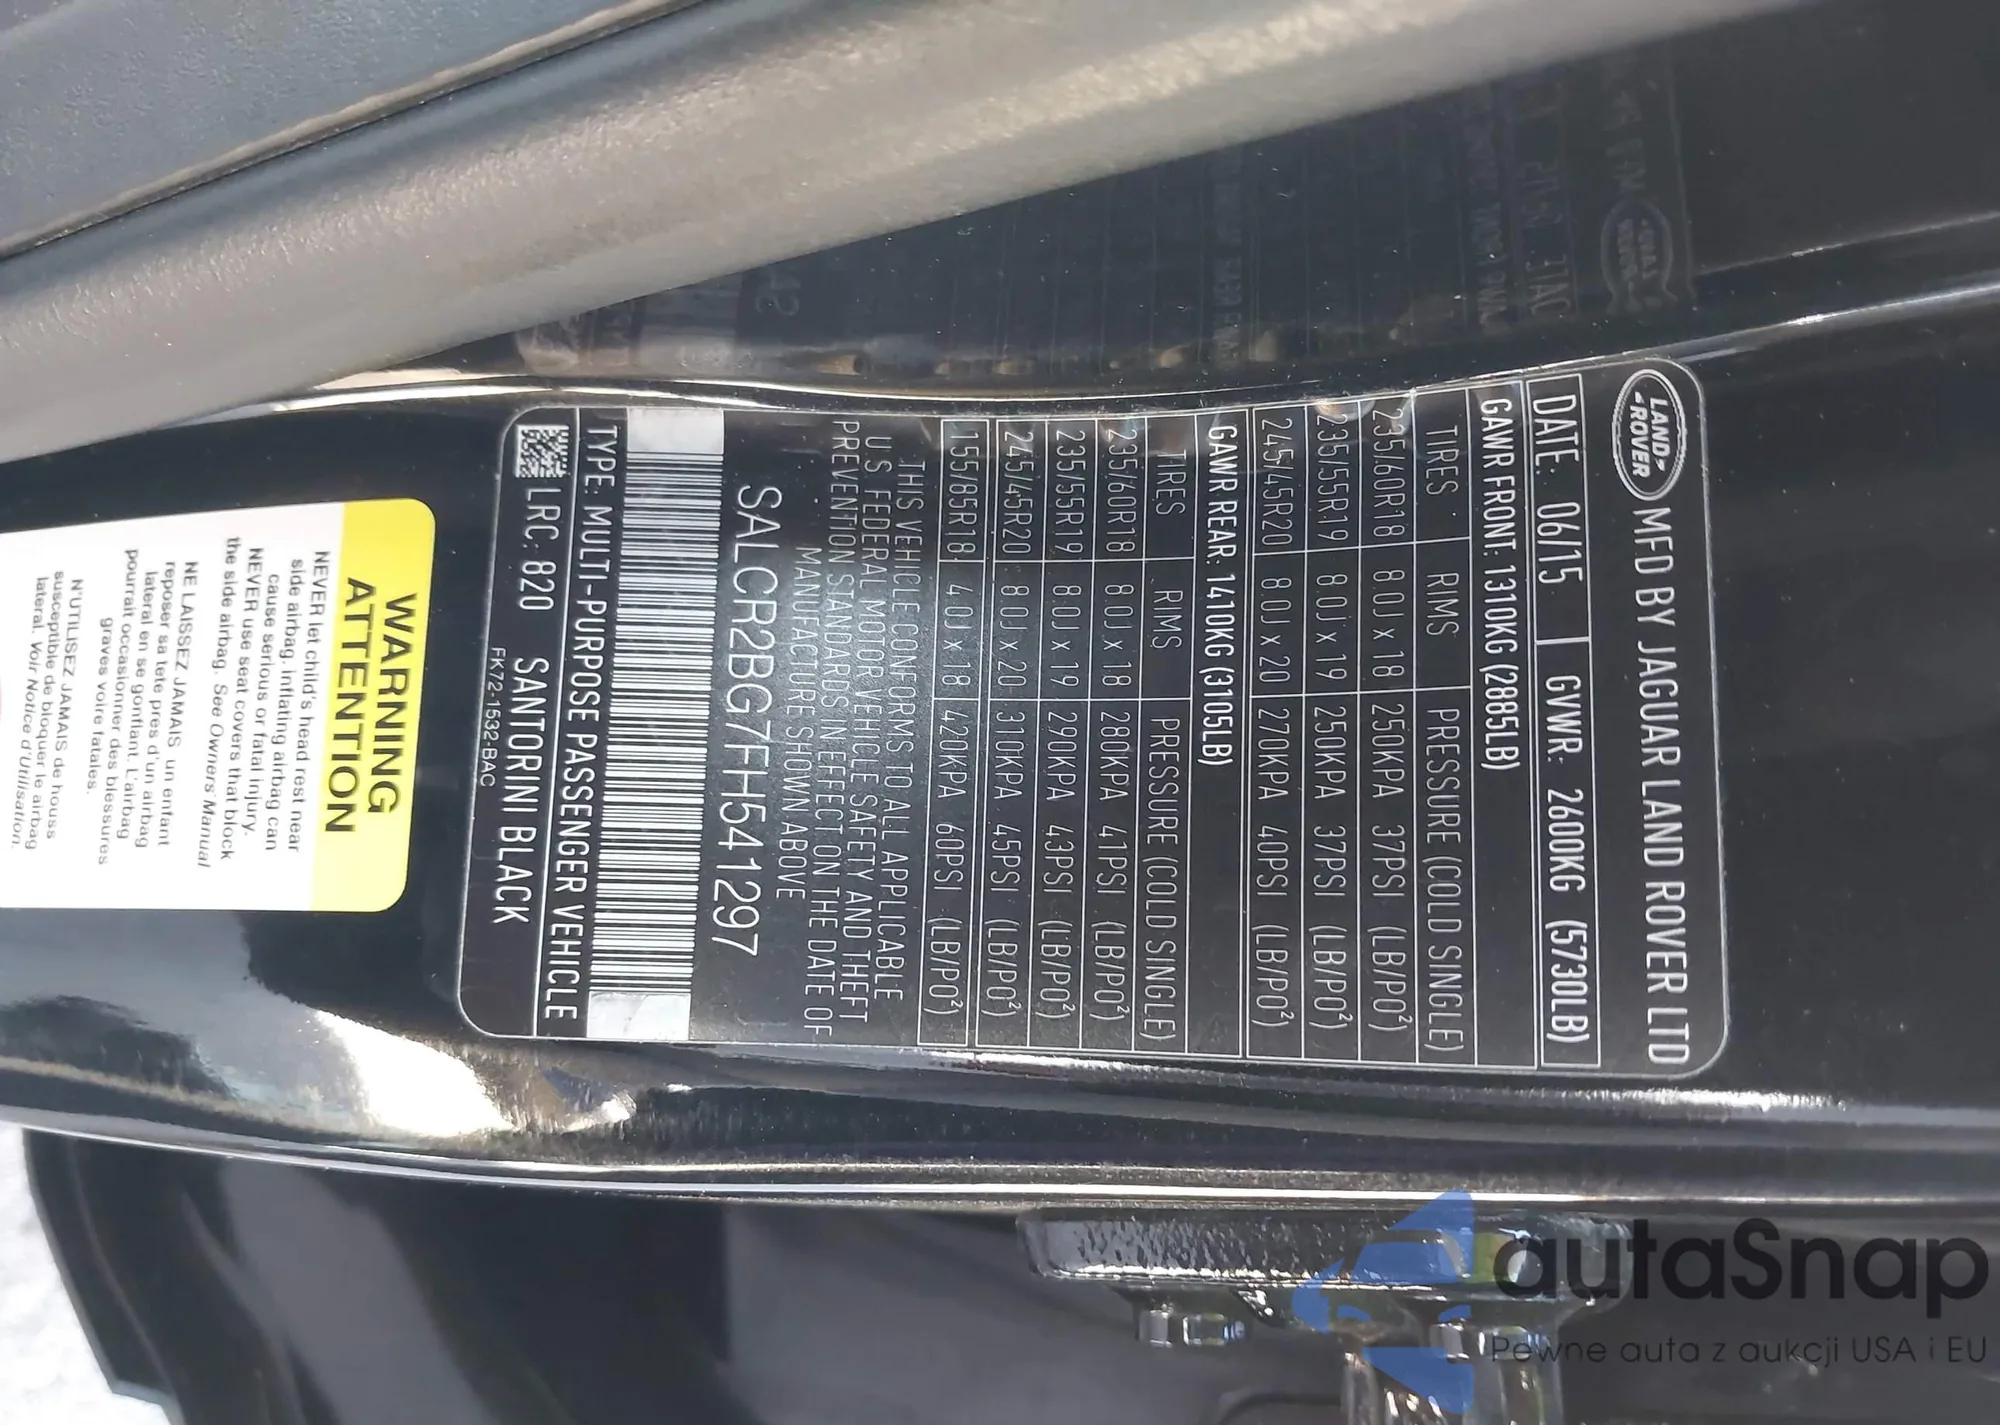 LAND
ROVER
MFD BY JAGUAR LAND ROVER LTD
DATE: 06/15 GVWR: 2600KG (5730LB)
GAWR FRONT: 1310KG (2885LB)
TIRES RIMS PRESSURE (COLD SINGLE)
235/60R18 8.0J x 18 250KPA 37PSI (LB/PO²)
235/55R19 8.0J x 19 250KPA 37PSI (LB/PO²)
245/45R20 8.0J x 20 270KPA 40PSI (LB/PO²)
GAWR REAR: 1410KG (3105LB)
TIRES RIMS PRESSURE (COLD SINGLE)
235/60R18 8.0J x 18 280KPA 41PSI (LB/PO²)
235/55R19 8.0J x 19 290KPA 43PSI (LB/PO²)
245/45R20 8.0J x 20 310KPA 45PSI (LB/PO²)
155/85R18 4.0J x 18 420KPA 60PSI (LB/PO²)
THIS VEHICLE CONFORMS TO ALL APPLICABLE
U.S. FEDERAL MOTOR VEHICLE SAFETY AND THEFT
PREVENTION STANDARDS IN EFFECT ON THE DATE OF
MANUFACTURE SHOWN ABOVE
SALCR2BG7FH541297
TYPE: MULTI-PURPOSE PASSENGER VEHICLE
LRC: 820 SANTORINI BLACK
FK72-1532-BAC
WARNING
ATTENTION
NEVER let child's head rest near
side airbag, inflating airbag can
cause serious or fatal injury.
NEVER use seat covers that block
the side airbag. See Owners Manual
NE LAISSEZ JAMAIS un enfant
reposer sa tete pres d'un airbag
lateral en se gonfiant. L'airbag
pourrait occasionner des blessures
graves voire fatales.
N'UTILISEZ JAMAIS de houss
susceptible de bloquer le airbag
lateral. Voir Notice d'Utilisation.
autaSnap
Pewne auta z aukcji USA i EU